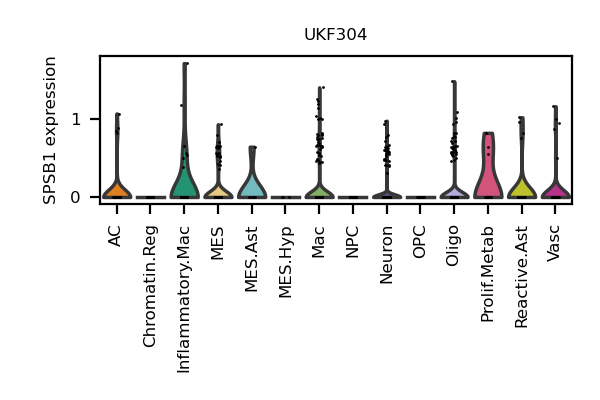 UKF304
SPSB1 expression
1
0
AC
Chromatin.Reg
Inflammatory.Mac
MES
MES.Ast
MES.Hyp
Mac
NPC
Neuron
OPC
Oligo
Prolif.Metab
Reactive.Ast
Vasc